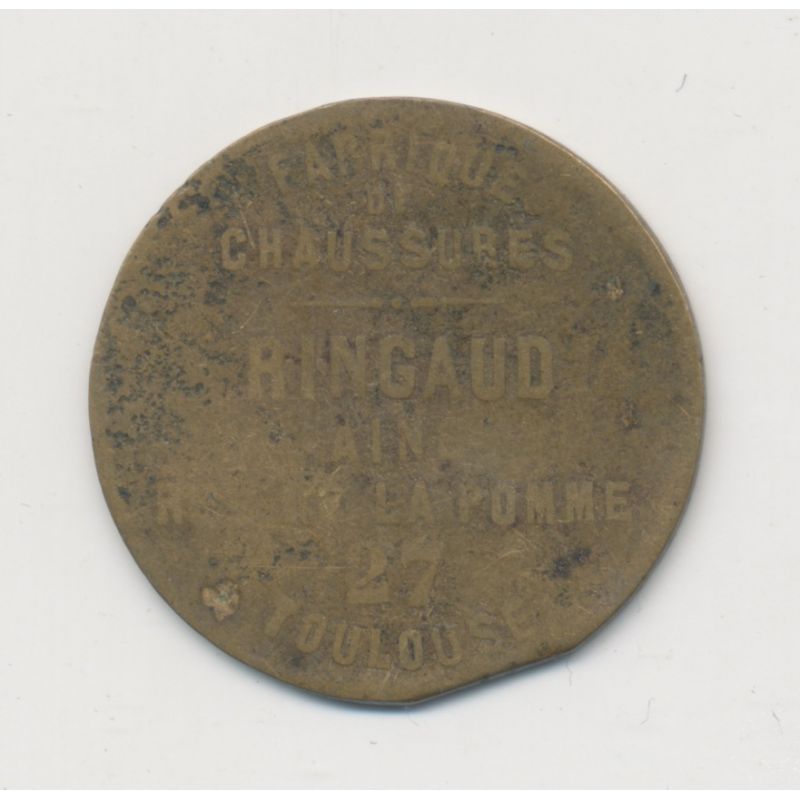 FABRIQUE
DE
CHAUSSURES
RINGAUD
AINE
LA POMME
27
TOULOUSE